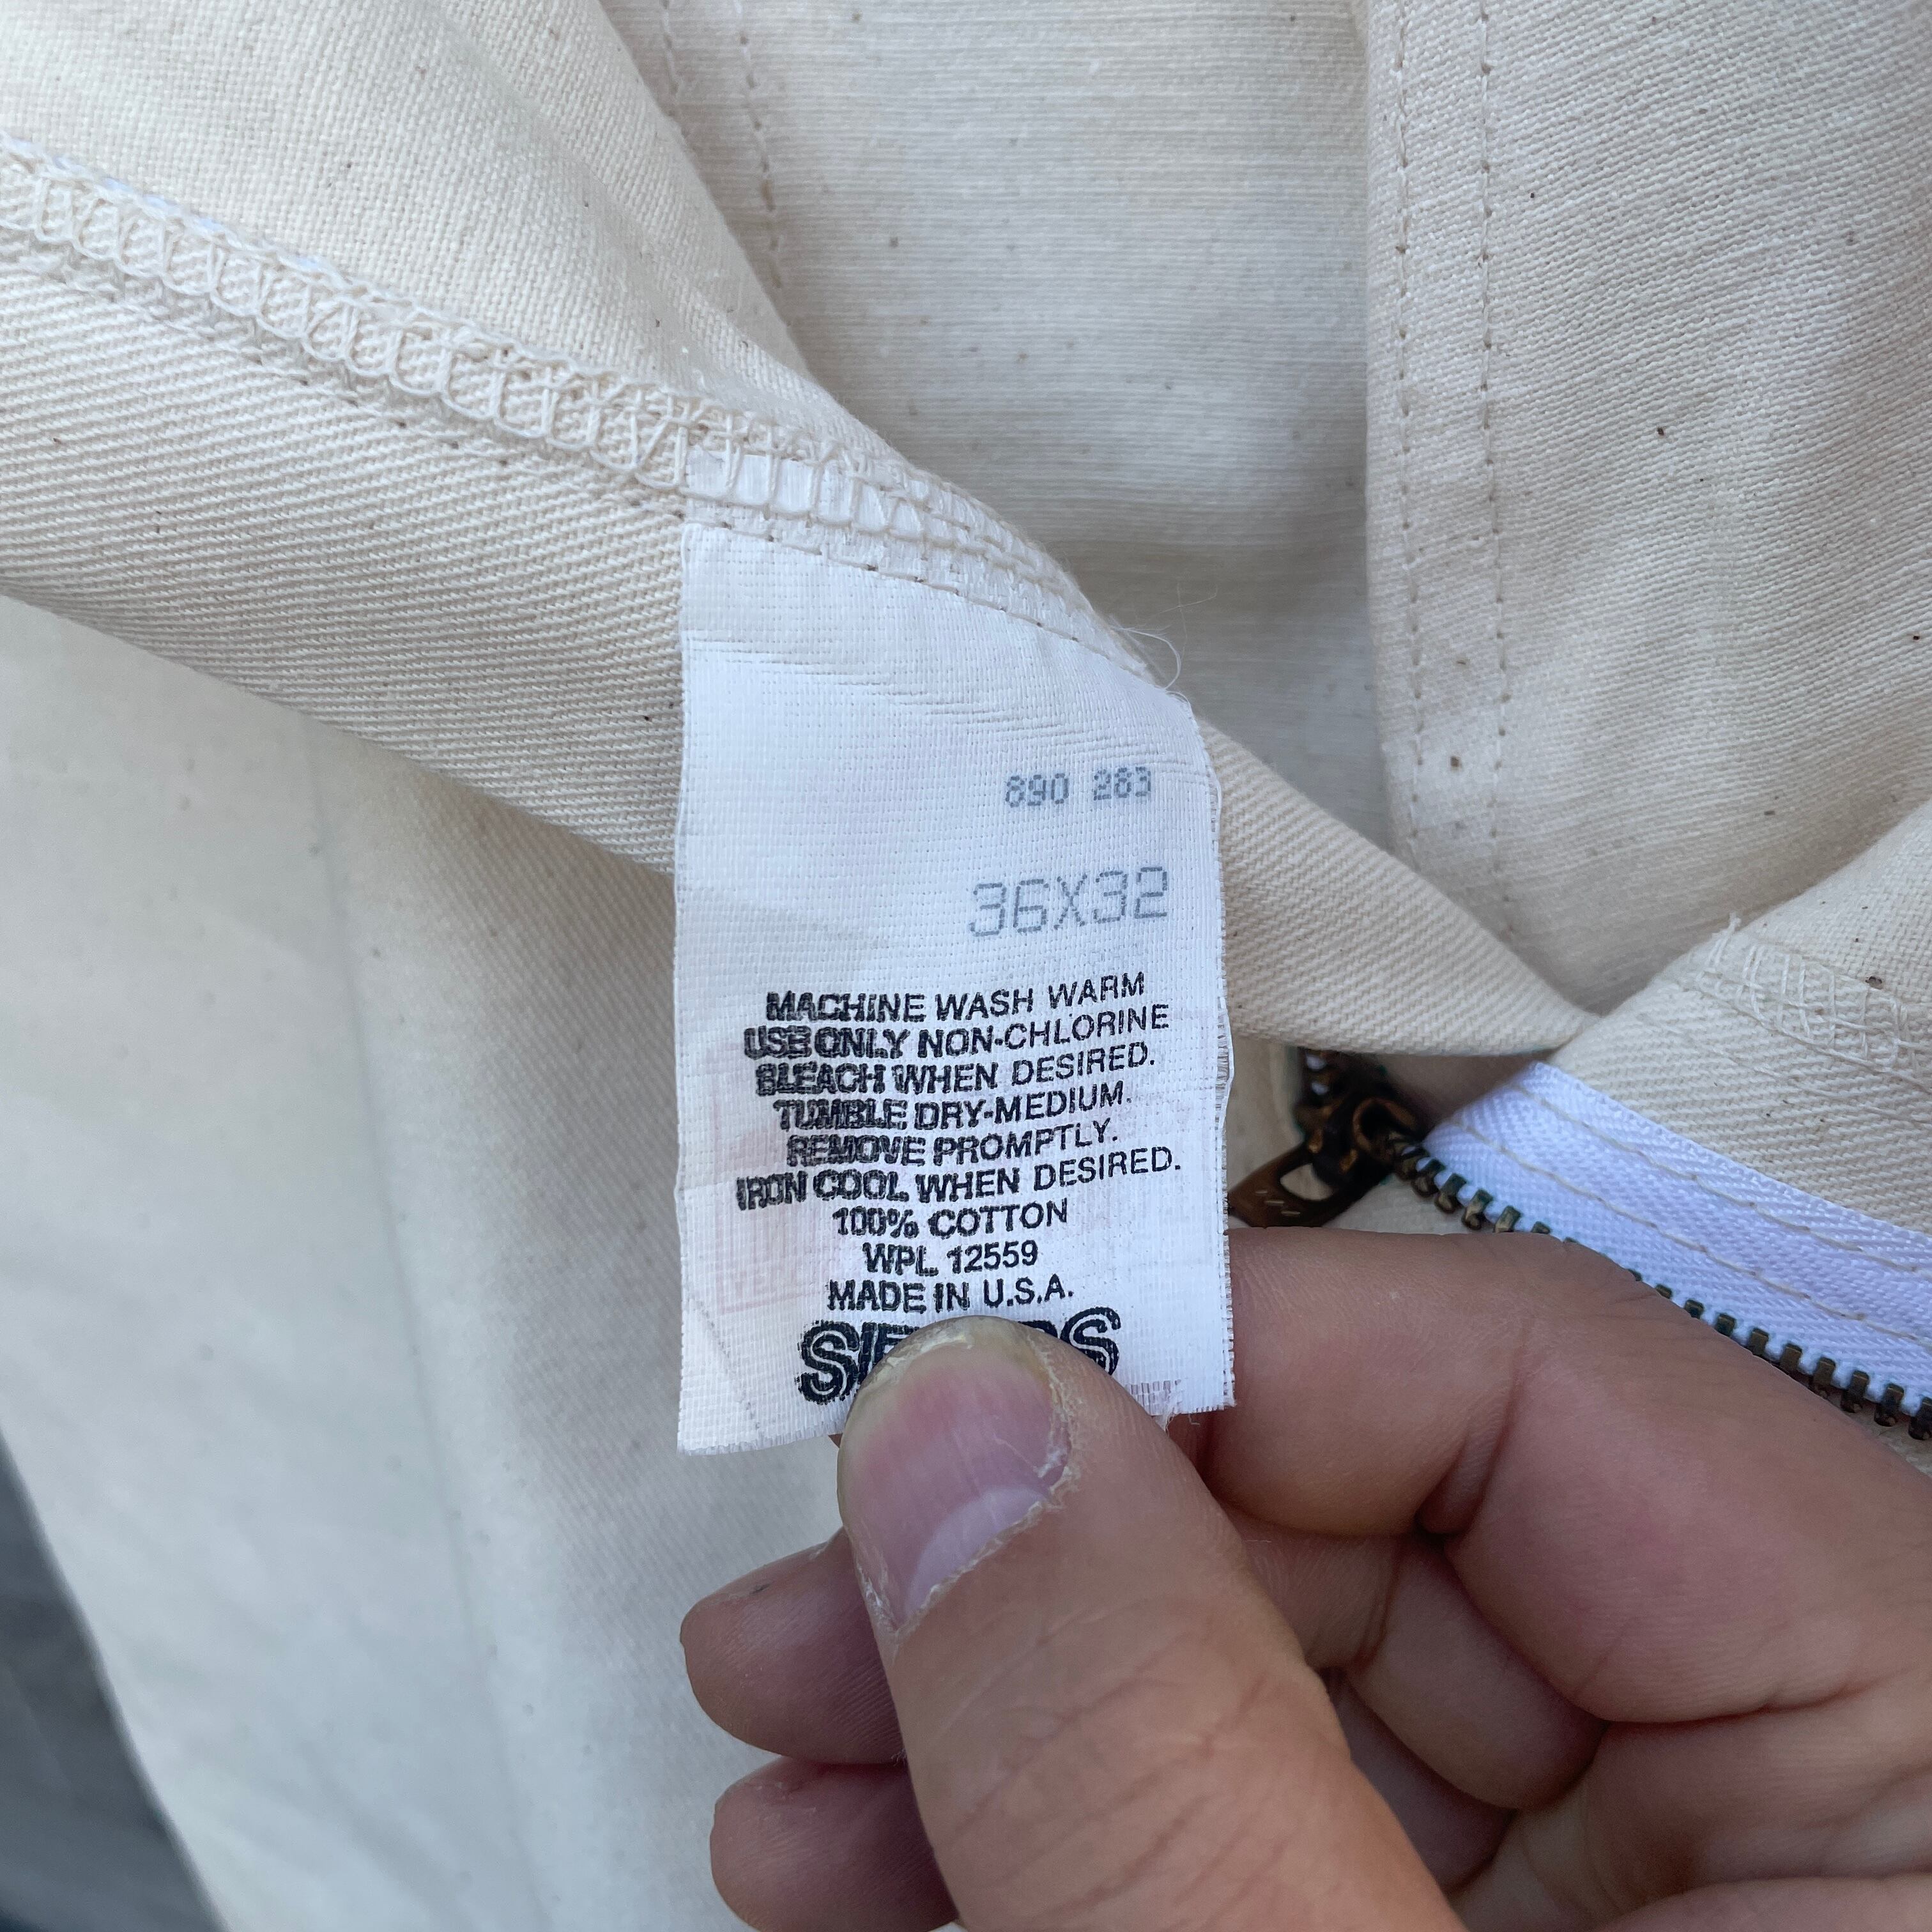 890 283
36X32
MACHINE WASH WARM
USE ONLY NON-CHLORINE
BLEACH WHEN DESIRED.
TUMBLE DRY-MEDIUM.
REMOVE PROMPTLY.
IRON COOL WHEN DESIRED.
100% COTTON
WPL 12559
MADE IN U.S.A.